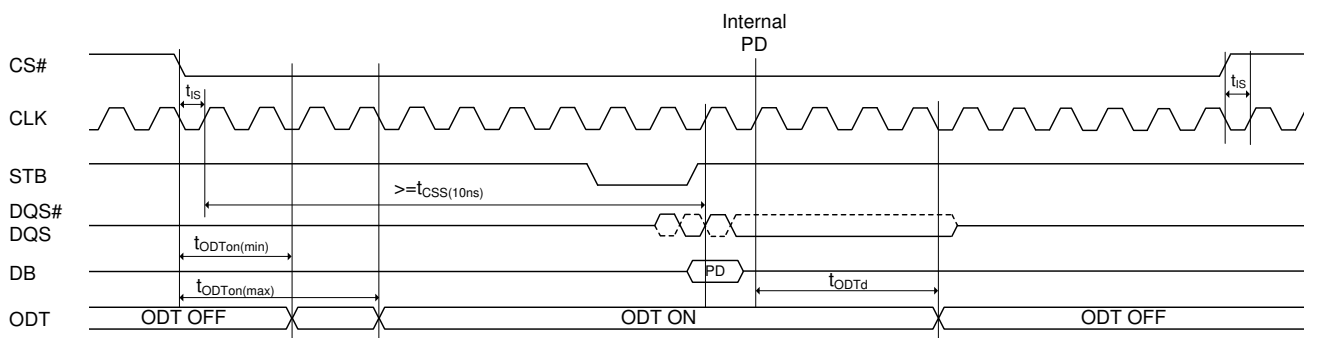 Internal
PD
CS#
tIS
tIS
CLK
STB
>=tCSS(10ns)
DQS#
DQS
tODTon(min)
DB
PD
tODTd
tODTon(max)
ODT
ODT OFF
ODT ON
ODT OFF